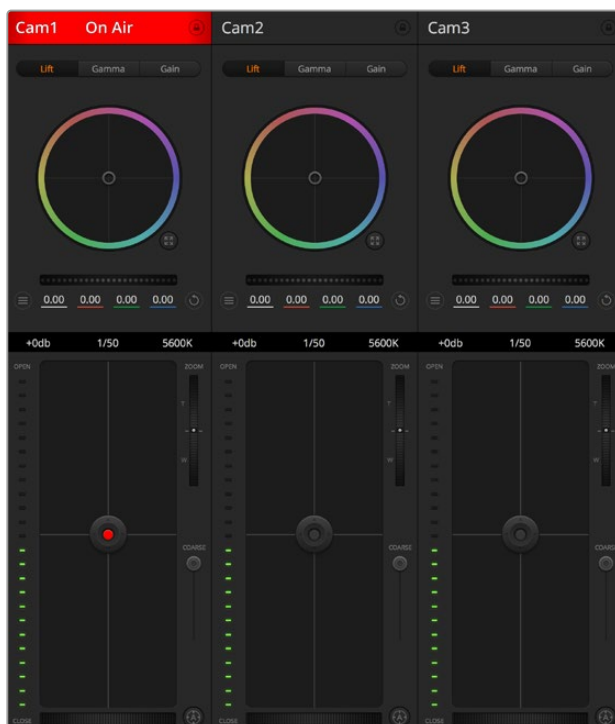 Cam1 On Air Cam2 Cam3
Lift Gamma Gain Lift Gamma Gain Lift Gamma Gain
0.00 0.00 0.00 0.00 0.00 0.00 0.00 0.00 0.00 0.00 0.00 0.00
+0db 1/50 5600K +0db 1/50 5600K +0db 1/50 5600K
OPEN ZOOM OPEN ZOOM OPEN ZOOM
T T T
W W W
COARSE COARSE COARSE
CLOSE A CLOSE A CLOSE A